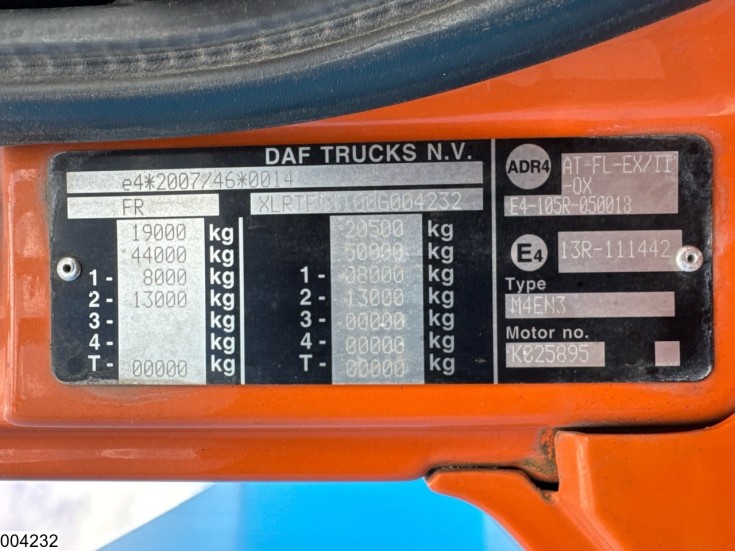 DAF TRUCKS N.V.
e4*2007/46*0014
FR
19000 kg 20500 kg
44000 kg 50000 kg
1- 8000 kg 1- 08000 kg
2- 13000 kg 2- 13000 kg
3- kg 3- 00000 kg
4- kg 4- 00000 kg
T- 00000 kg T- 00000 kg
ADR4 AT-FL-EX/II
-OX
E4-105R-050013
E4 13R-111442
Type
M4EN3
Motor no.
K025895
004232